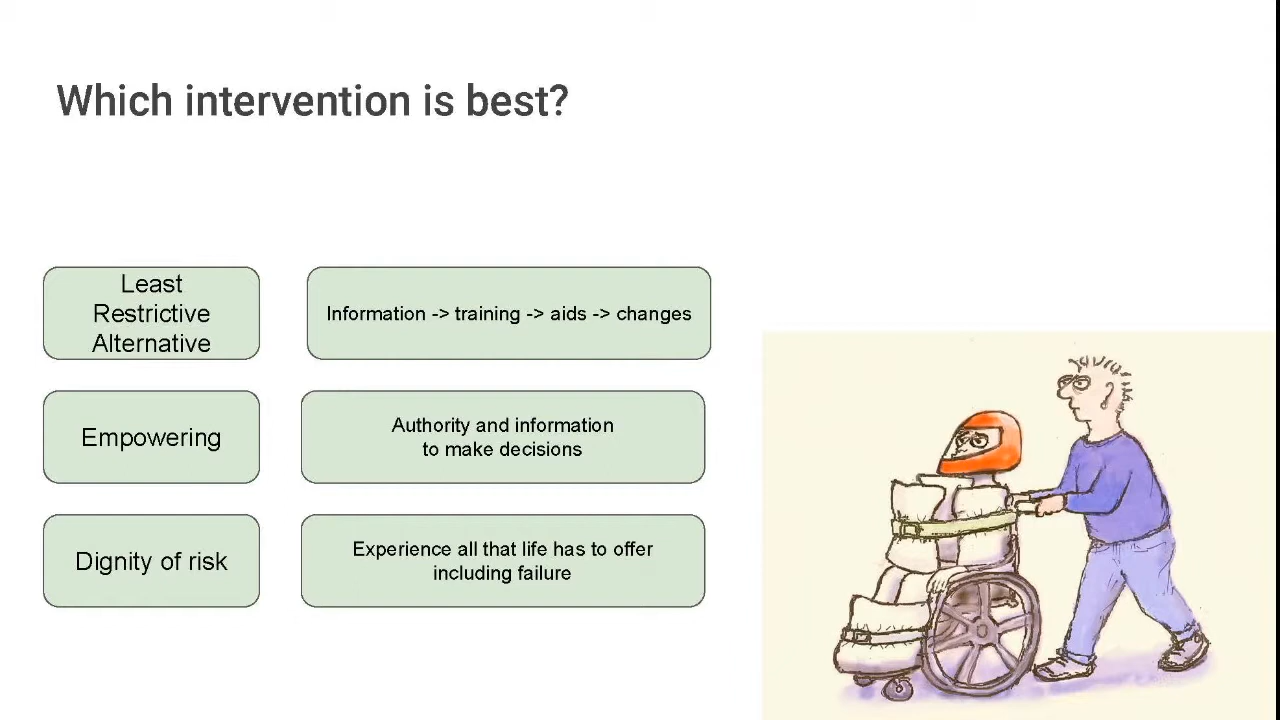 Which intervention is best?
Least
Restrictive
Alternative
Information -> training -> aids -> changes
Empowering
Authority and information
to make decisions
Dignity of risk
Experience all that life has to offer
including failure